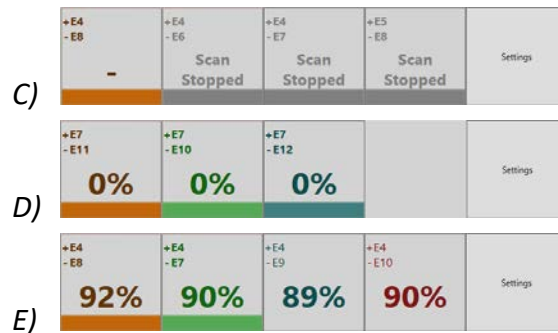 +E4 +E4 +E4 +E5
- E8 - E6 - E7 - E8
Settings
Scan Scan Scan
- Stopped Stopped Stopped
C)
+E7 +E7 +E7
- E11 - E10 - E12
Settings
0% 0% 0%
D)
+E4 +E4 +E4 +E4
- E8 - E7 - E9 - E10
Settings
92% 90% 89% 90%
E)